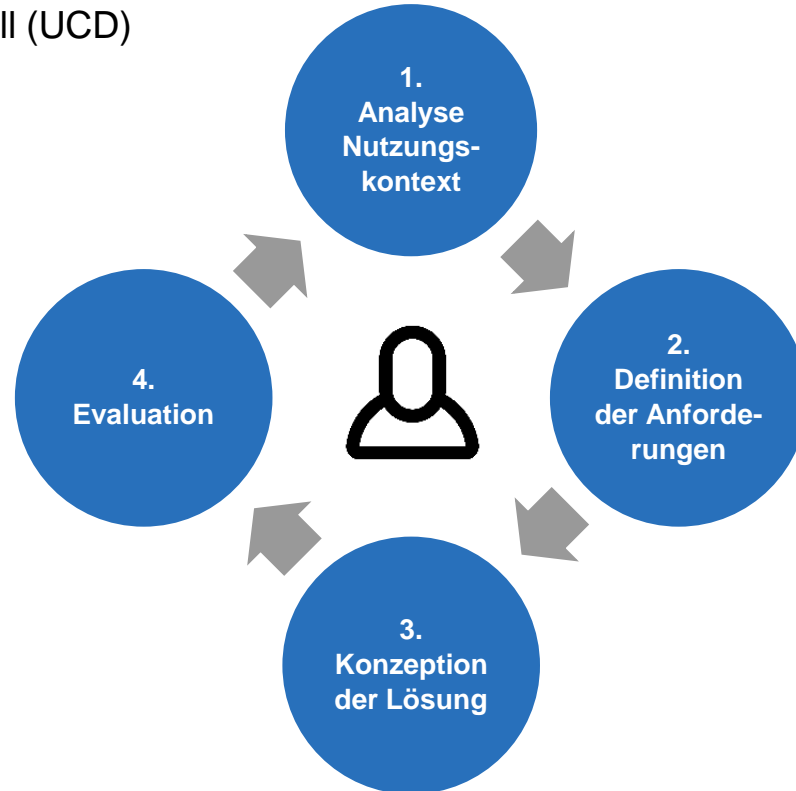 ll (UCD)
1.
Analyse
Nutzungs-
kontext
2.
Definition
der Anforde-
rungen
3.
Konzeption
der Lösung
4.
Evaluation